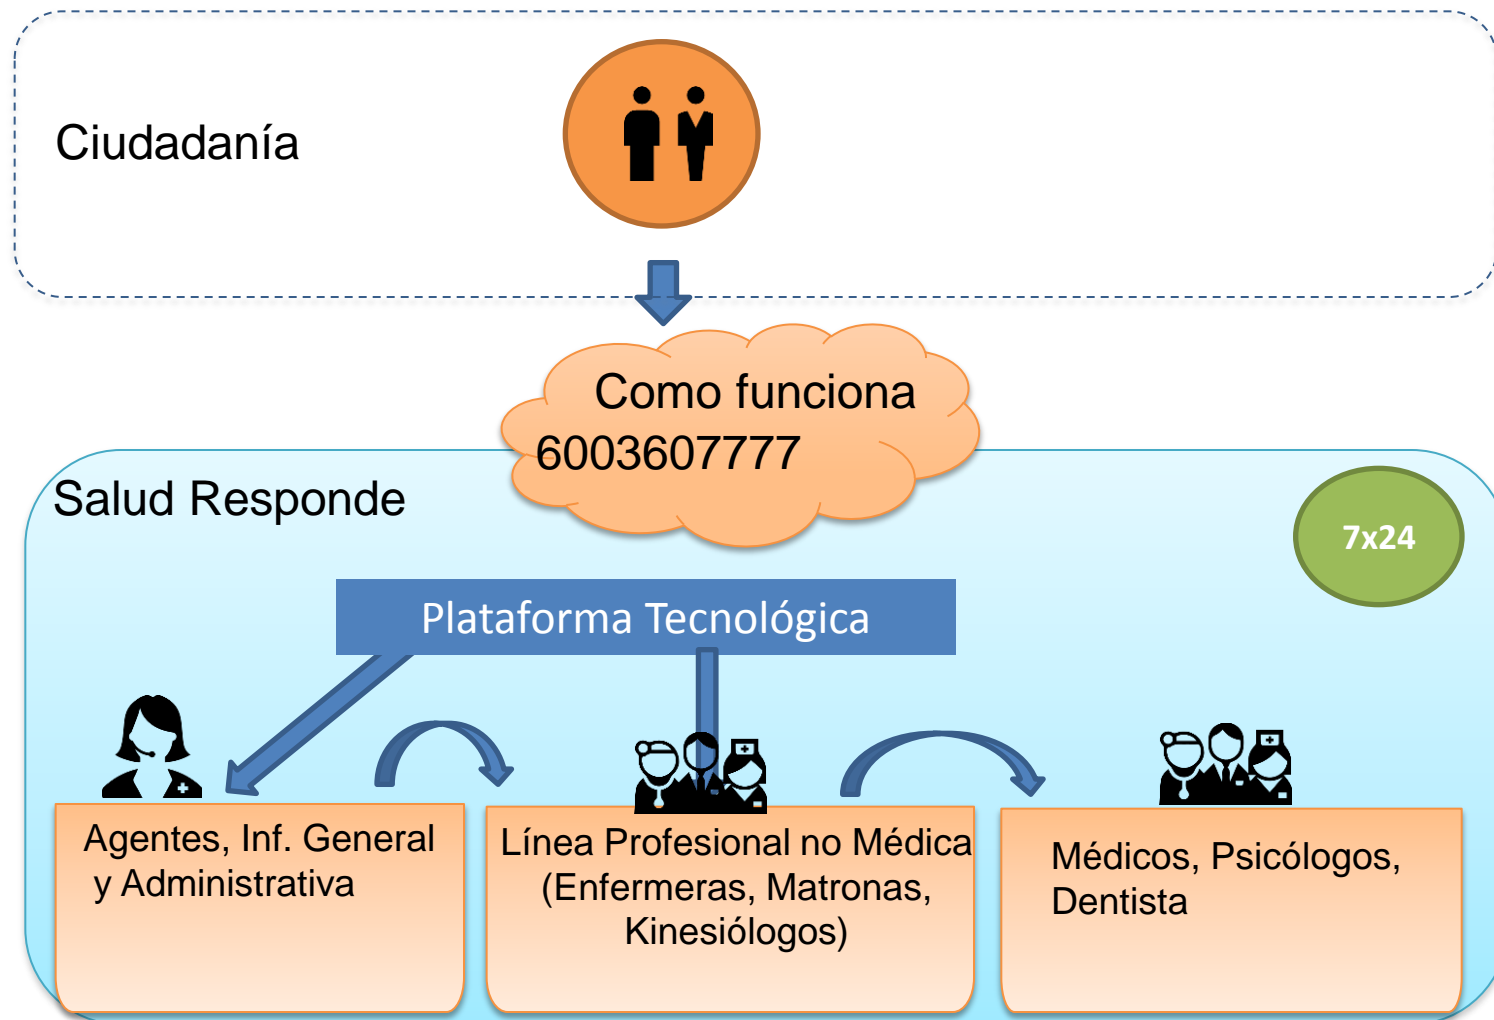 Ciudadanía
Como funciona
6003607777
Salud Responde
7x24
Plataforma Tecnológica
Agentes, Inf. General
y Administrativa
Línea Profesional no Médica
(Enfermeras, Matronas,
Kinesiólogos)
Médicos, Psicólogos,
Dentista